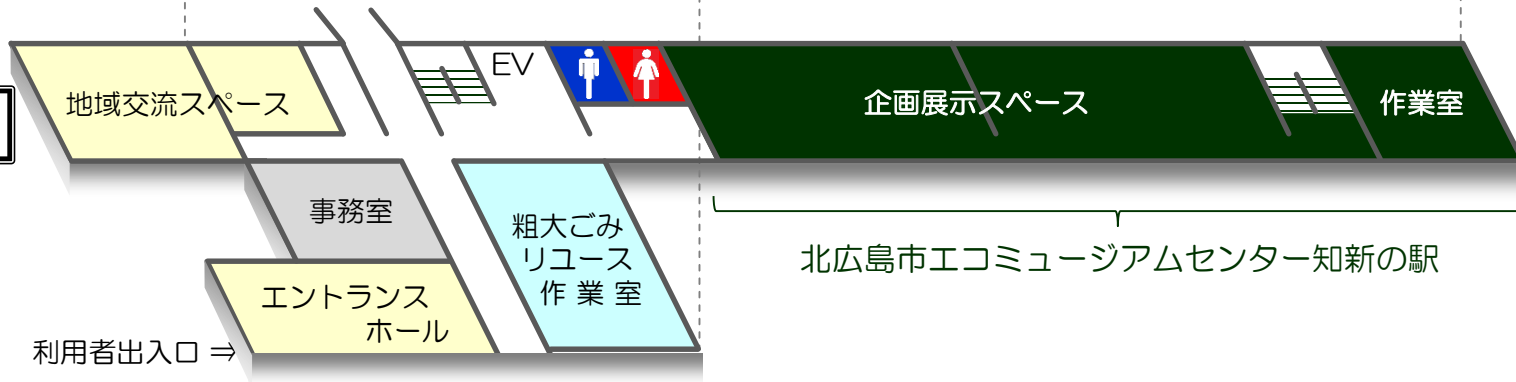 EV
地域交流スペース
企画展示スペース
作業室
事務室
粗大ごみ
リユース
作 業 室
北広島市エコミュージアムセンター知新の駅
エントランス
ホール
利用者出入口 ⇒